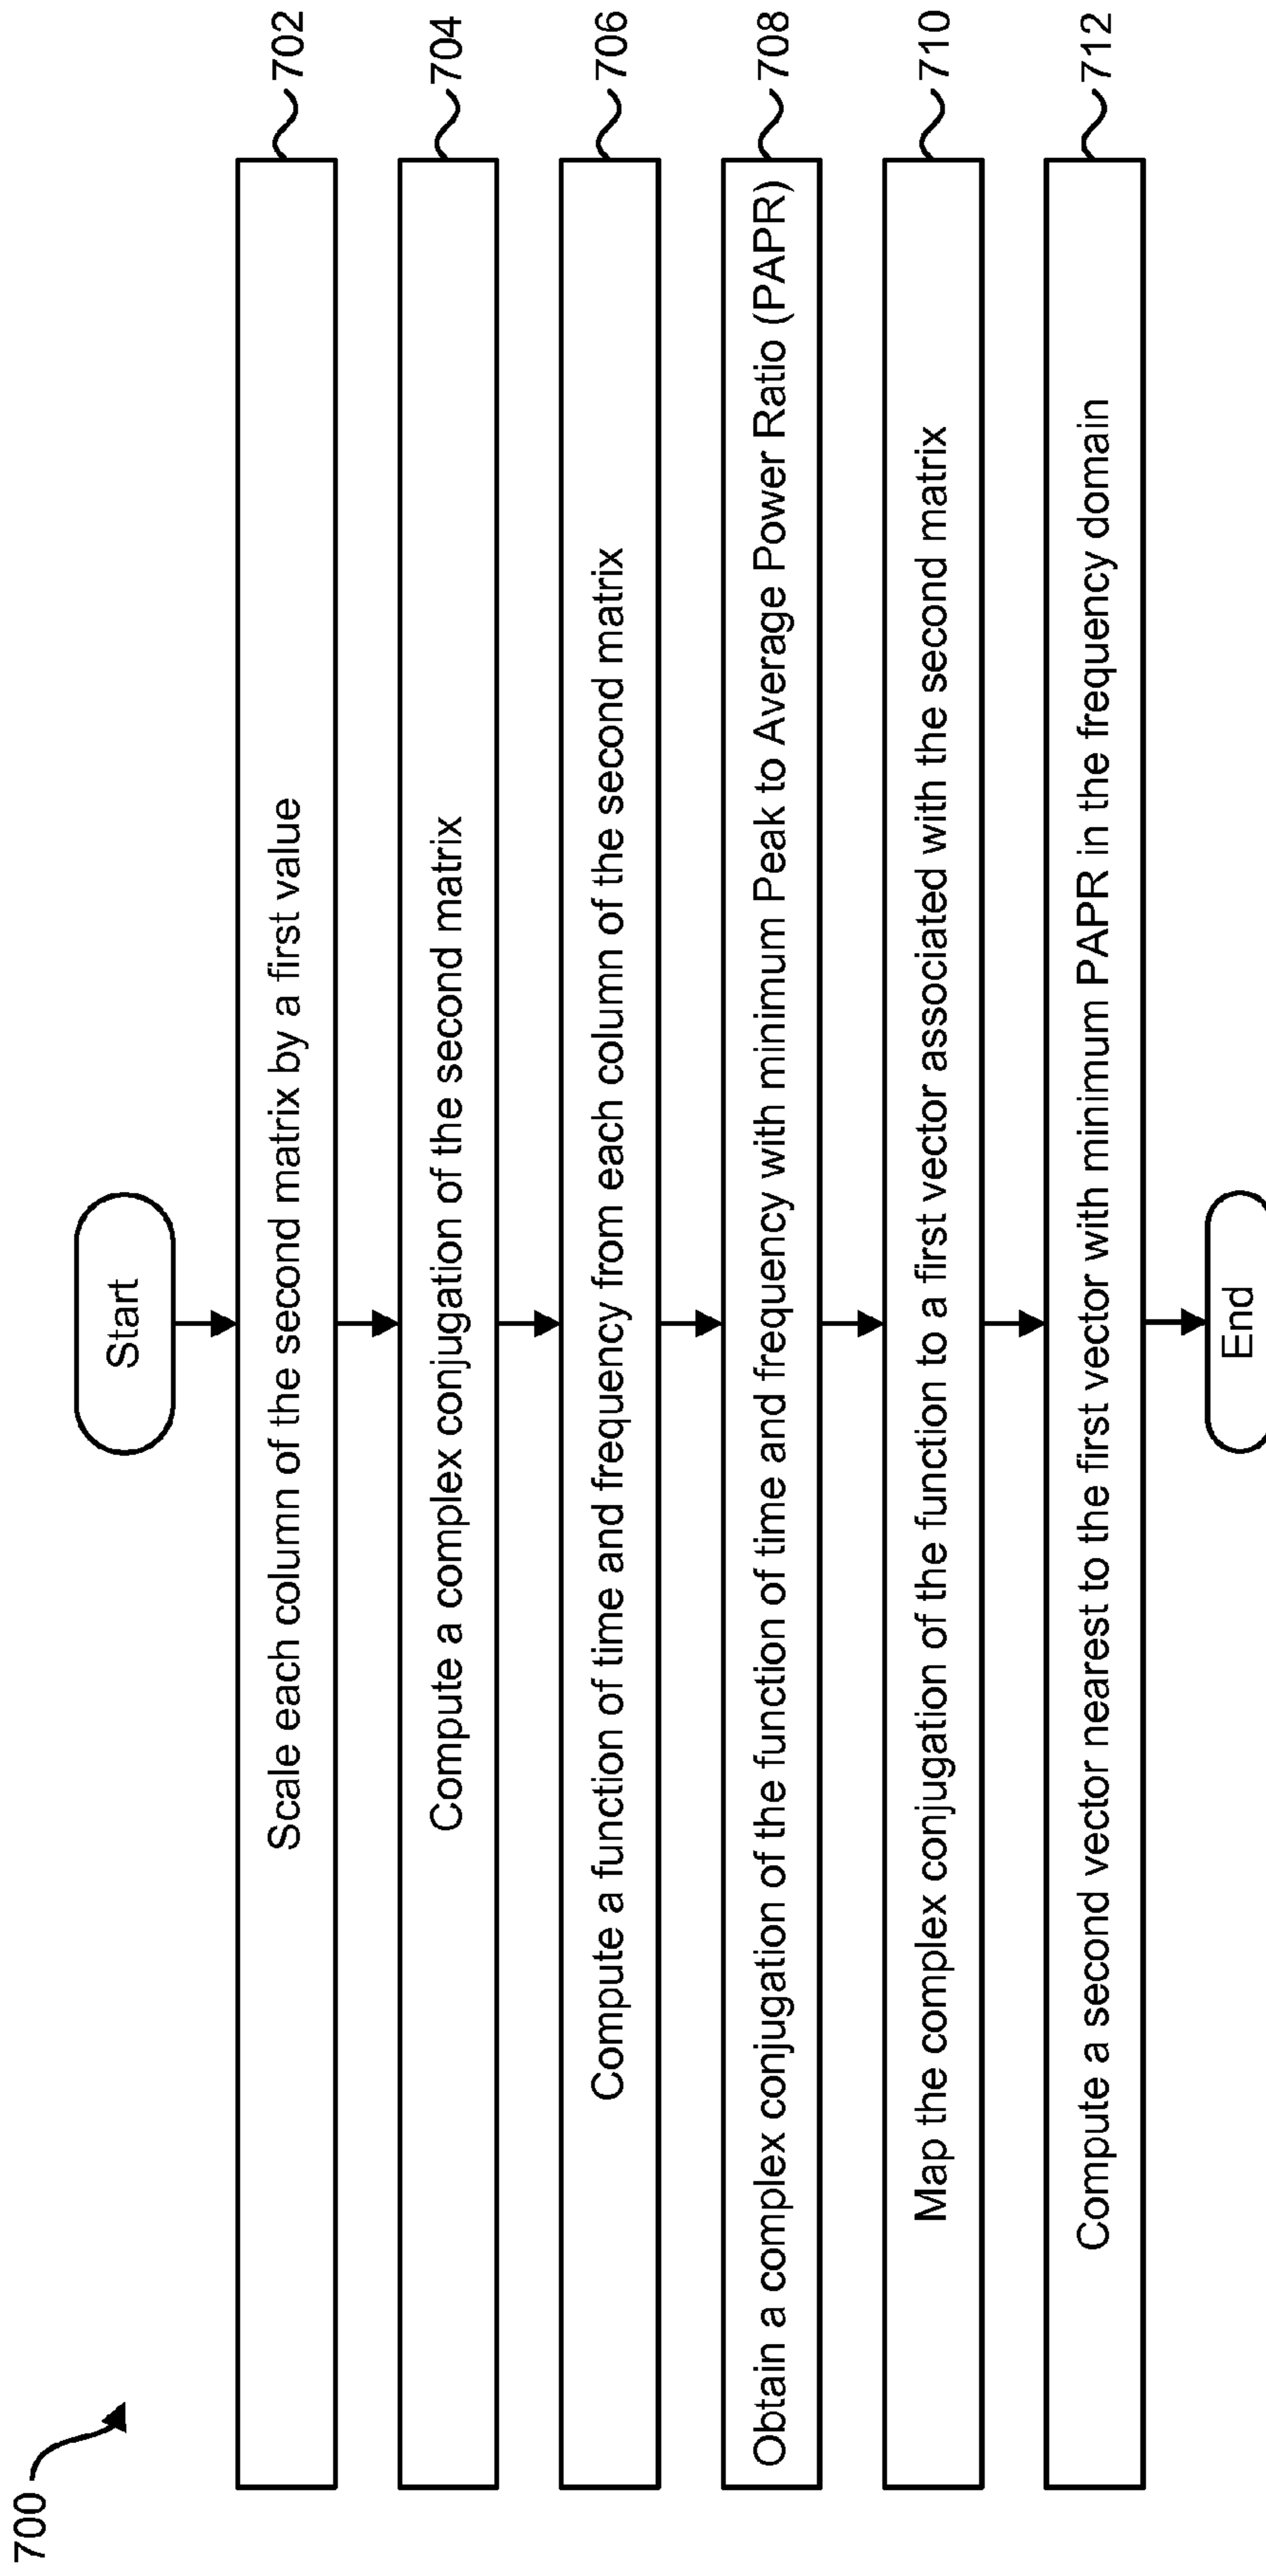 700
Start
Scale each column of the second matrix by a first value
702
Compute a complex conjugation of the second matrix
704
Compute a function of time and frequency from each column of the second matrix
706
Obtain a complex conjugation of the function of time and frequency with minimum Peak to Average Power Ratio (PAPR)
708
Map the complex conjugation of the function to a first vector associated with the second matrix
710
Compute a second vector nearest to the first vector with minimum PAPR in the frequency domain
712
End